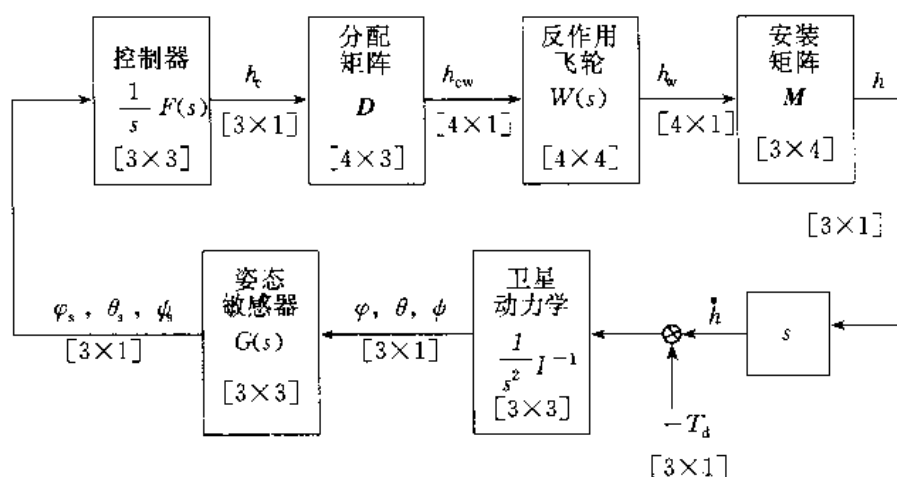 控制器
1/s F(s)
[3×3]
h_c
[3×1]
分配
矩阵
D
[4×3]
h_cw
[4×1]
反作用
飞轮
W(s)
[4×4]
h_w
[4×1]
安装
矩阵
M
[3×4]
h
[3×1]
s
ḣ
-T_d
[3×1]
卫星
动力学
1/s² I⁻¹
[3×3]
φ, θ, ψ
[3×1]
姿态
敏感器
G(s)
[3×3]
φ_s, θ_s, ψ_s
[3×1]